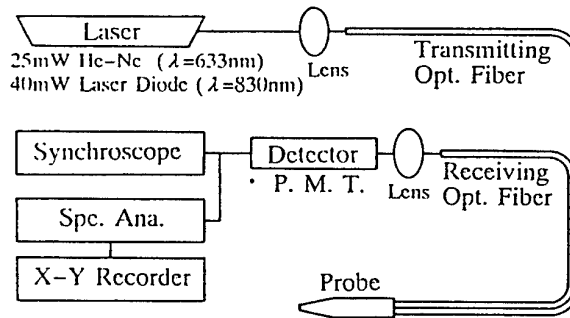 Laser
25mW He-Ne (λ=633nm)
40mW Laser Diode (λ=830nm)
Lens
Transmitting
Opt. Fiber
Synchroscope
Detector
· P. M. T.
Lens
Receiving
Opt. Fiber
Spc. Ana.
X-Y Recorder
Probe